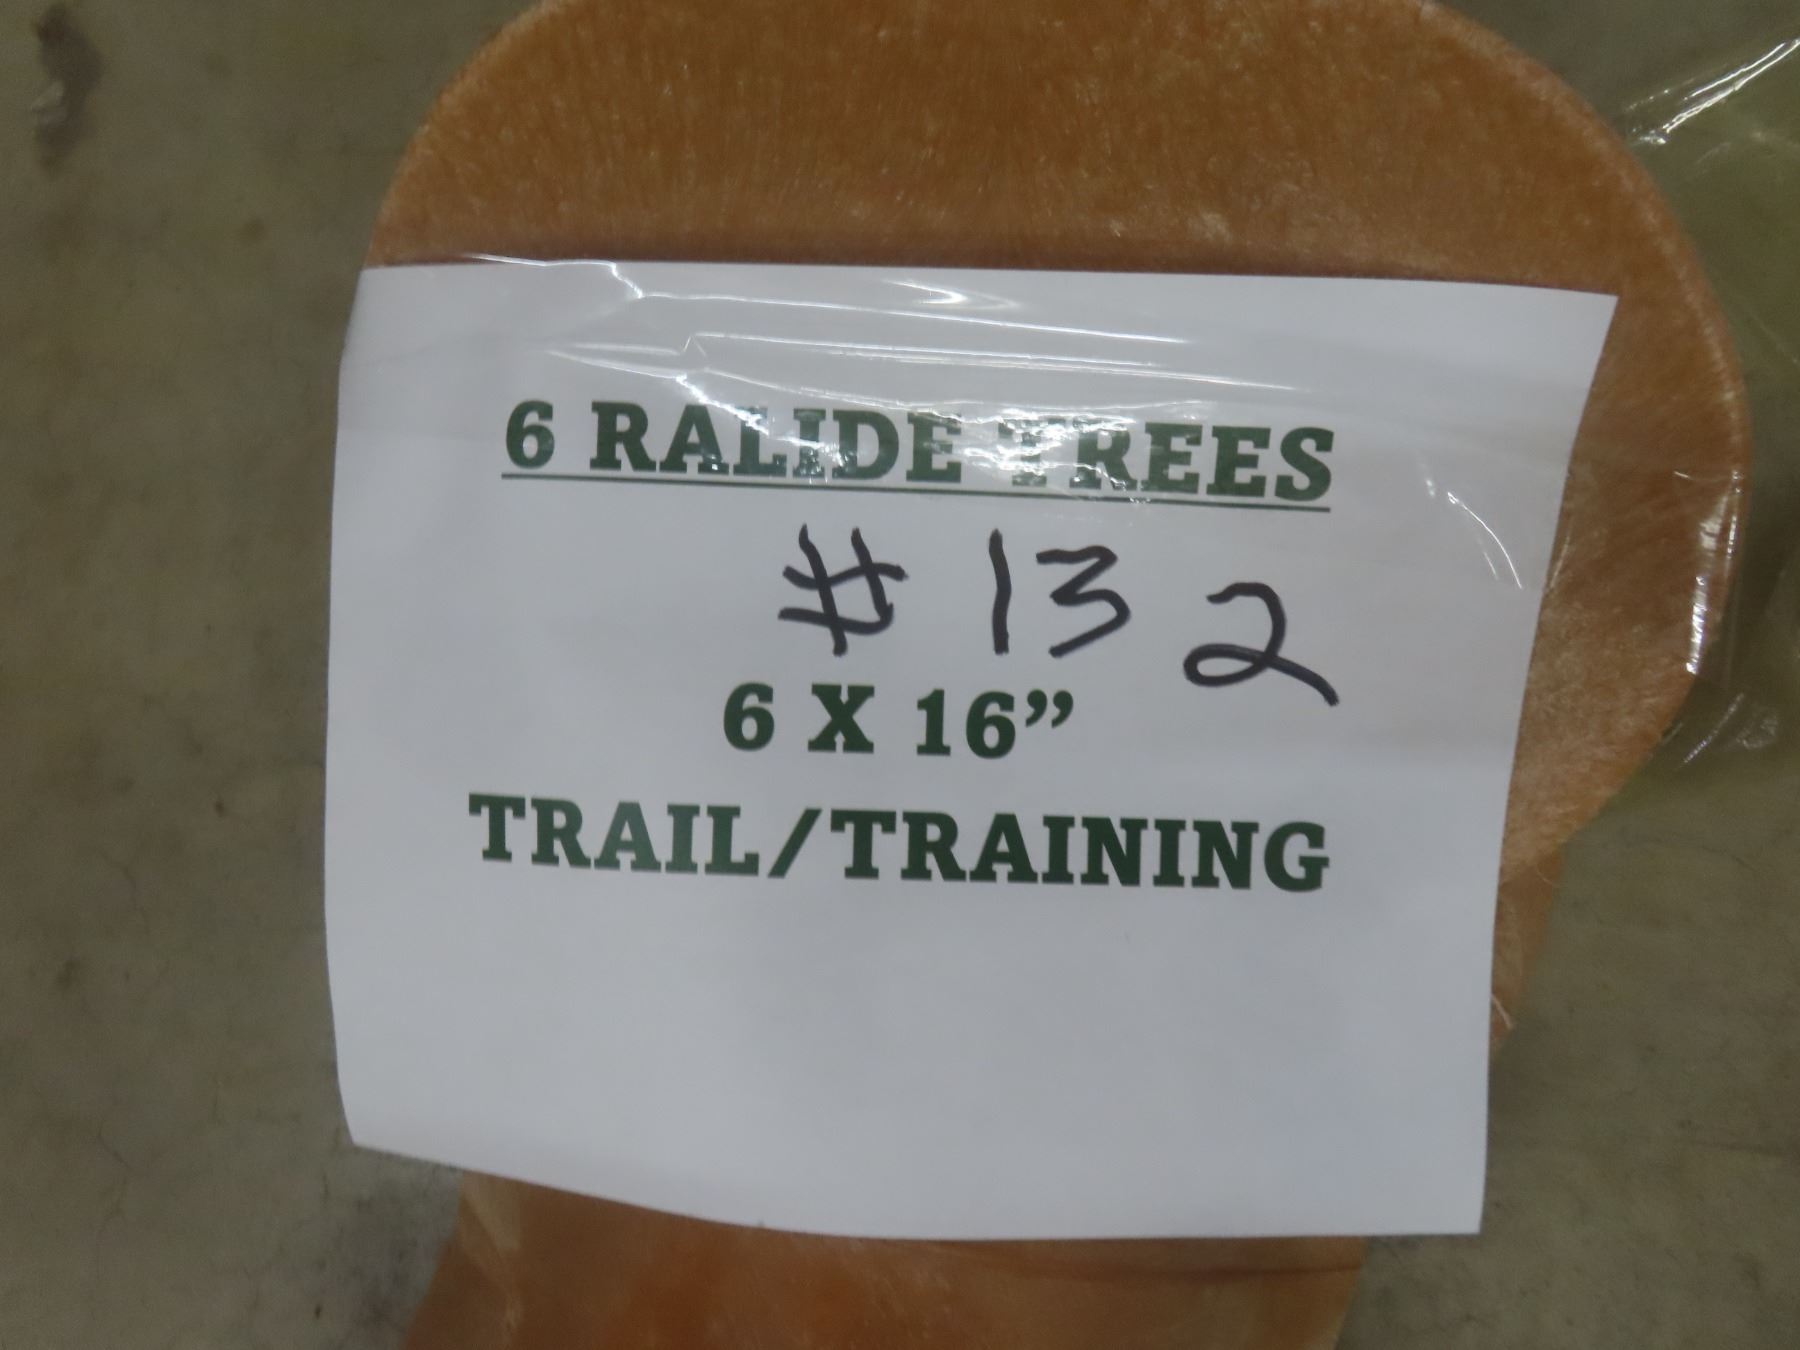 6 RALIDE TREES
# 132
6 X 16”
TRAIL/TRAINING